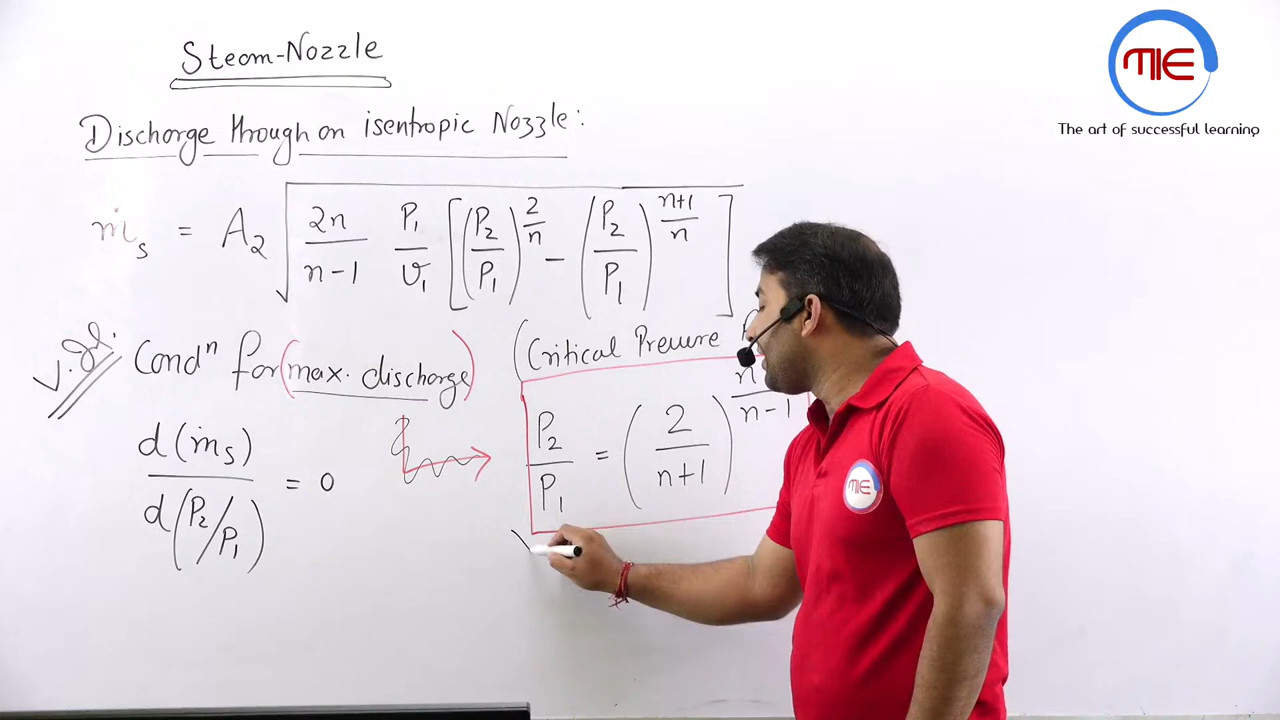 Steam-Nozzle
MIE
The art of successful learning
Discharge through an isentropic Nozzle:
ṁs = A2 √( 2n/(n-1) P1/v1 [ (P2/P1)^(2/n) - (P2/P1)^((n+1)/n) ]
Condⁿ for (max. discharge)
(Critical Pressure
d(ṁs)/d(P2/P1) = 0
P2/P1 = (2/(n+1))^(n/(n-1))
MIE